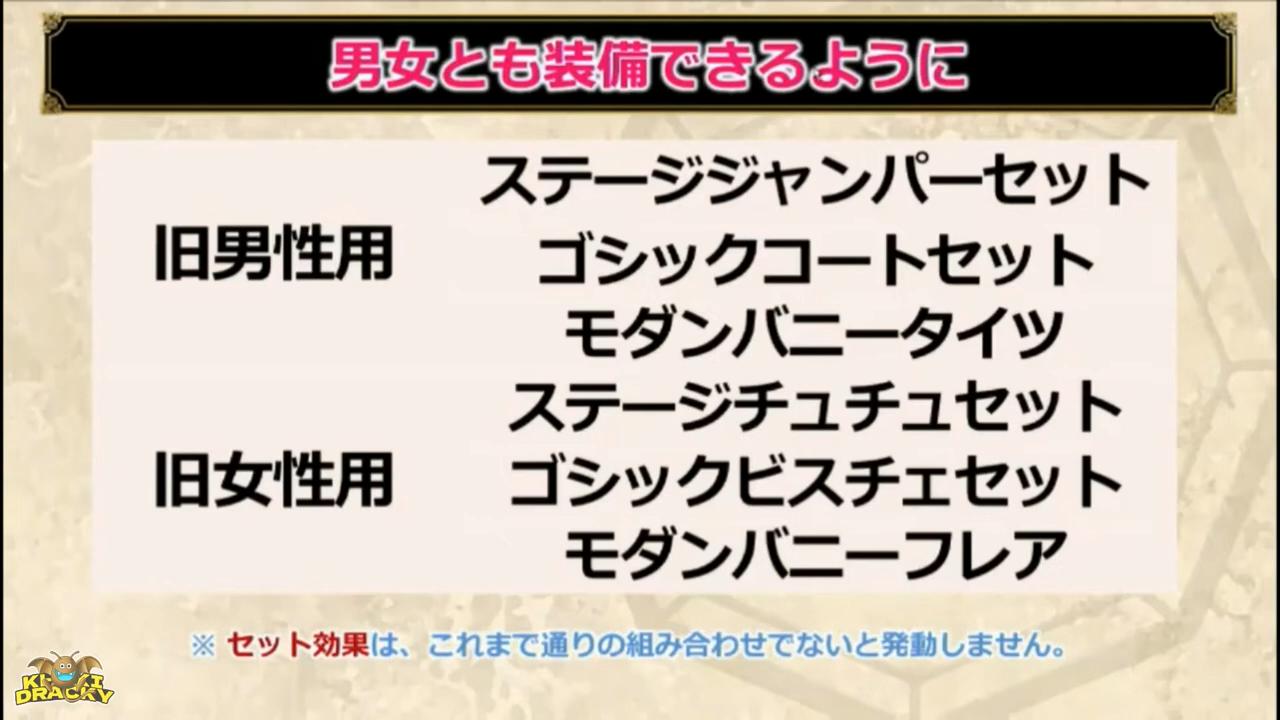 男女とも装備できるように
旧男性用
ステージジャンパーセット
ゴシックコートセット
モダンバニータイツ
旧女性用
ステージチュチュセット
ゴシックビスチェセット
モダンバニーフレア
※ セット効果は、これまで通りの組み合わせでないと発動しません。
DRACKY